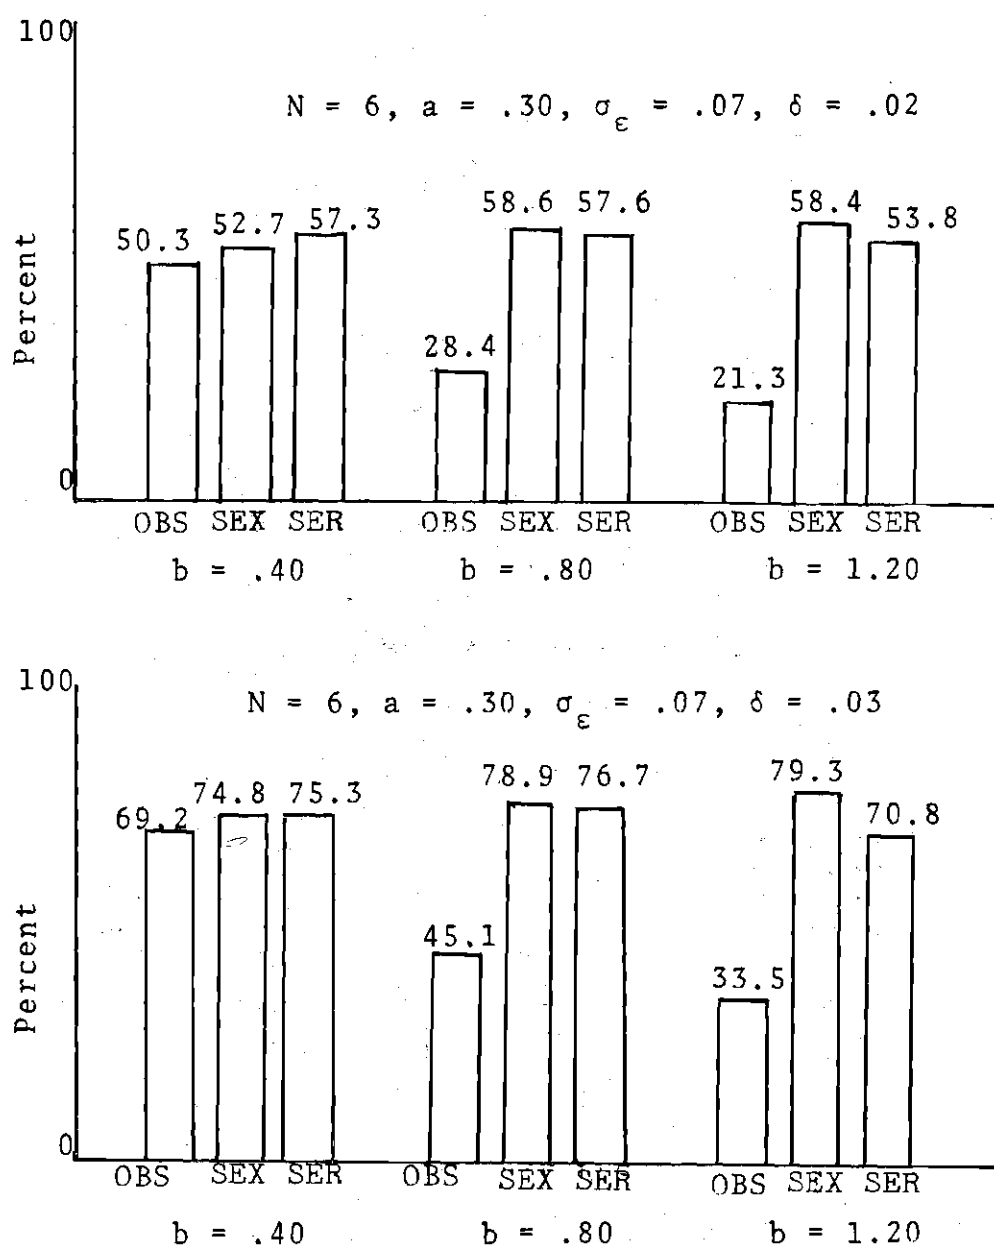 100
N = 6, a = .30, σε = .07, δ = .02
58.6 57.6 58.4 53.8
50.3 52.7 57.3
28.4
21.3
Percent
0
OBS SEX SER OBS SEX SER OBS SEX SER
b = .40 b = .80 b = 1.20
100
N = 6, a = .30, σε = .07, δ = .03
69.2 74.8 75.3 78.9 76.7 79.3 70.8
45.1
33.5
Percent
0
OBS SEX SER OBS SEX SER OBS SEX SER
b = .40 b = .80 b = 1.20